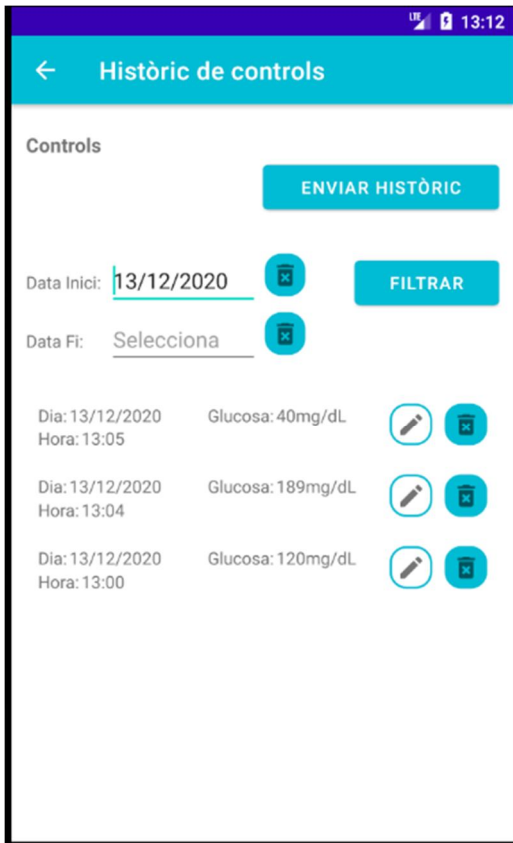 LTE 13:12
Històric de controls
Controls
ENVIAR HISTÒRIC
Data Inici: 13/12/2020
FILTRAR
Data Fi: Selecciona
Dia: 13/12/2020 Glucosa: 40mg/dL
Hora: 13:05
Dia: 13/12/2020 Glucosa: 189mg/dL
Hora: 13:04
Dia: 13/12/2020 Glucosa: 120mg/dL
Hora: 13:00